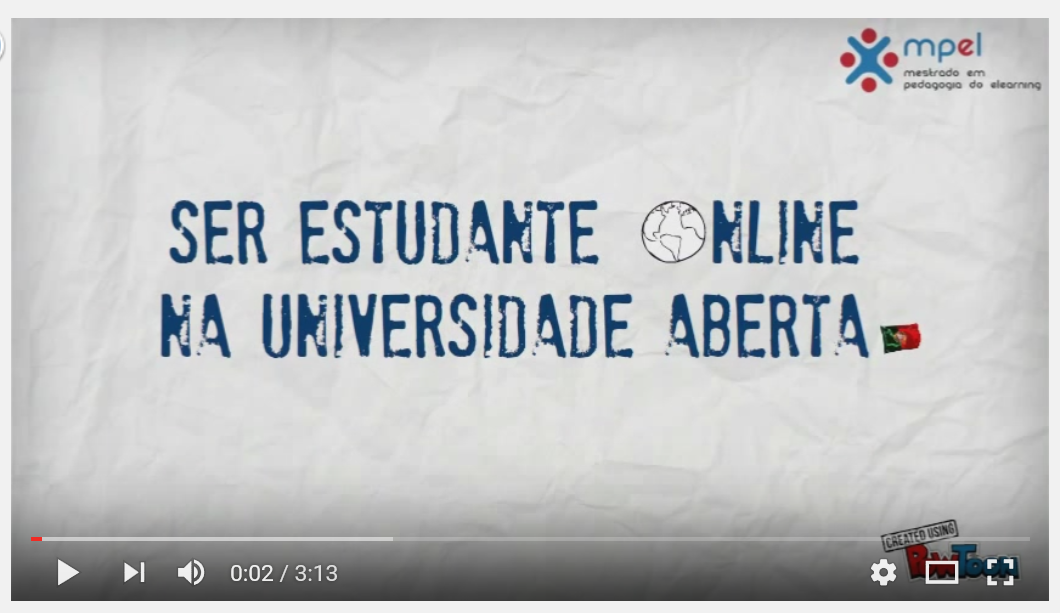 mpel
mestrado em
pedagogia do elearning
SER ESTUDANTE ONLINE
NA UNIVERSIDADE ABERTA
CREATED USING
PowToon
0:02 / 3:13